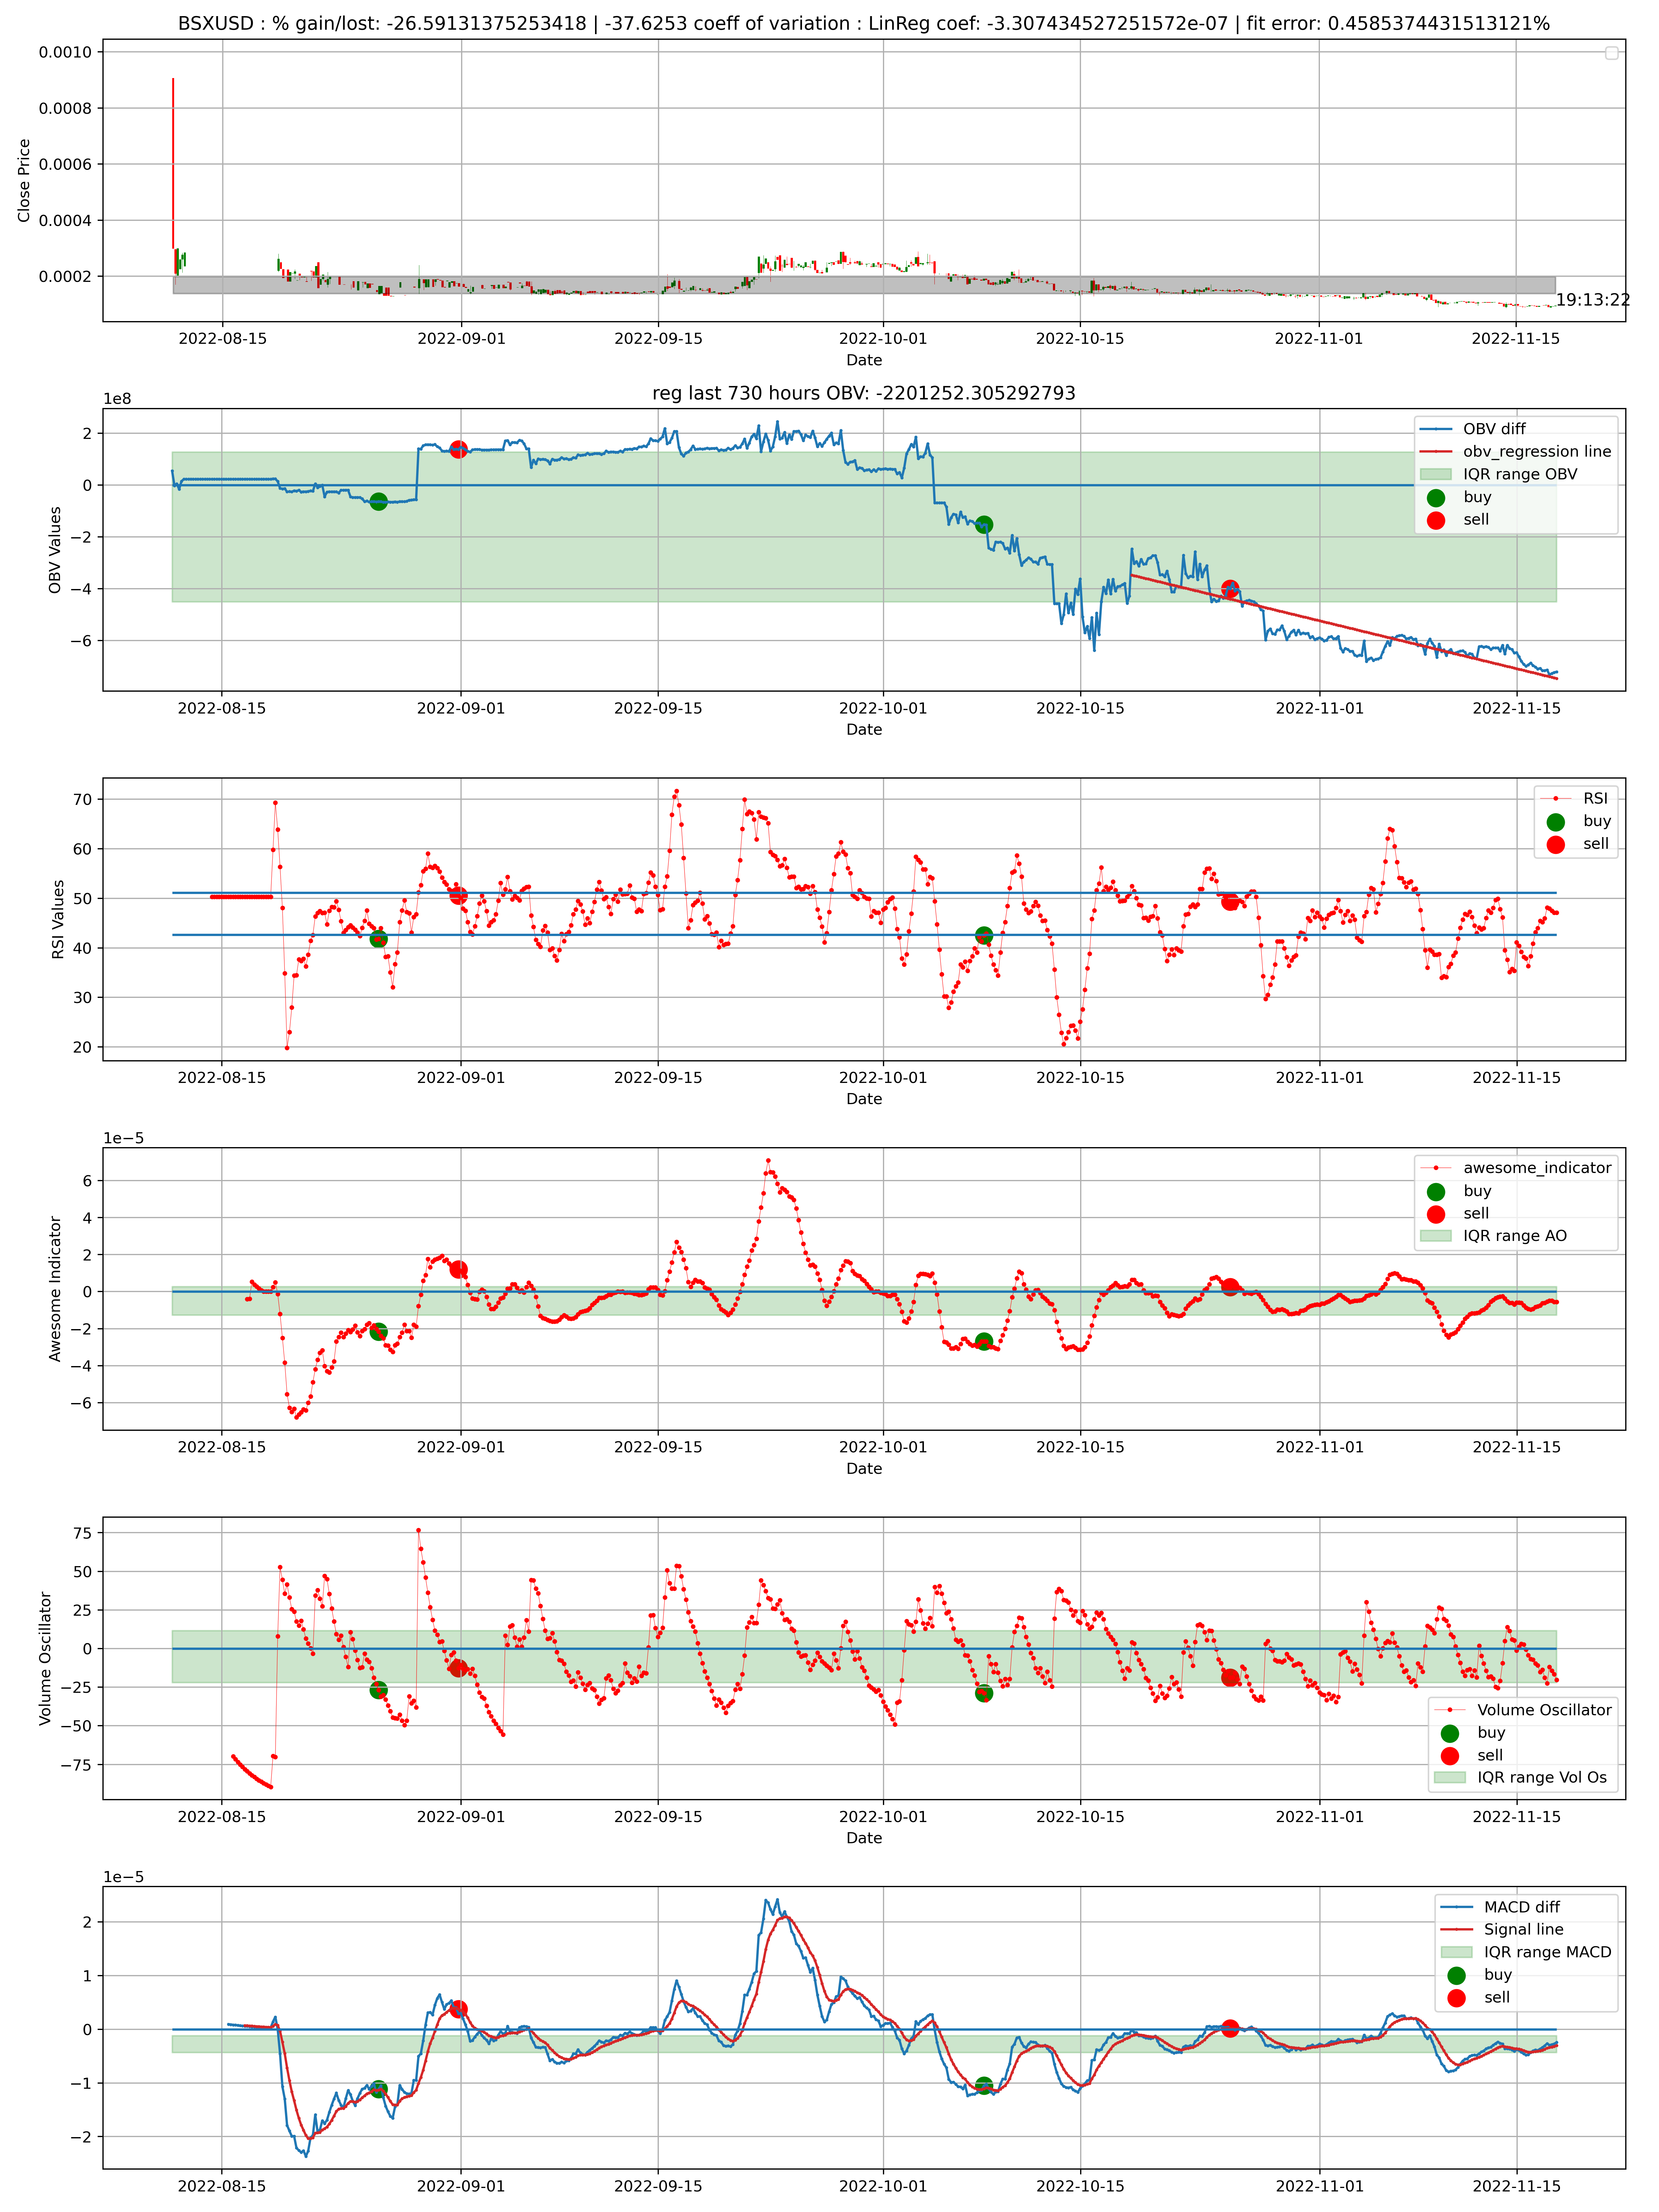 BSXUSD : % gain/lost: -26.59131375253418 | -37.6253 coeff of variation : LinReg coef: -3.307434527251572e-07 | fit error: 0.4585374431513121%
0.0010
0.0008
0.0006
0.0004
0.0002
Close Price
19:13:22
2022-08-15 2022-09-01 2022-09-15 2022-10-01 2022-10-15 2022-11-01 2022-11-15
Date
reg last 730 hours OBV: -2201252.305292793
1e8
2
0
−2
−4
−6
OBV Values
OBV diff
obv_regression line
IQR range OBV
buy
sell
2022-08-15 2022-09-01 2022-09-15 2022-10-01 2022-10-15 2022-11-01 2022-11-15
Date
70
60
50
40
30
20
RSI Values
RSI
buy
sell
2022-08-15 2022-09-01 2022-09-15 2022-10-01 2022-10-15 2022-11-01 2022-11-15
Date
1e−5
6
4
2
0
−2
−4
−6
Awesome Indicator
awesome_indicator
buy
sell
IQR range AO
2022-08-15 2022-09-01 2022-09-15 2022-10-01 2022-10-15 2022-11-01 2022-11-15
Date
75
50
25
0
−25
−50
−75
Volume Oscillator
Volume Oscillator
buy
sell
IQR range Vol Os
2022-08-15 2022-09-01 2022-09-15 2022-10-01 2022-10-15 2022-11-01 2022-11-15
Date
1e−5
2
1
0
−1
−2
MACD diff
Signal line
IQR range MACD
buy
sell
2022-08-15 2022-09-01 2022-09-15 2022-10-01 2022-10-15 2022-11-01 2022-11-15